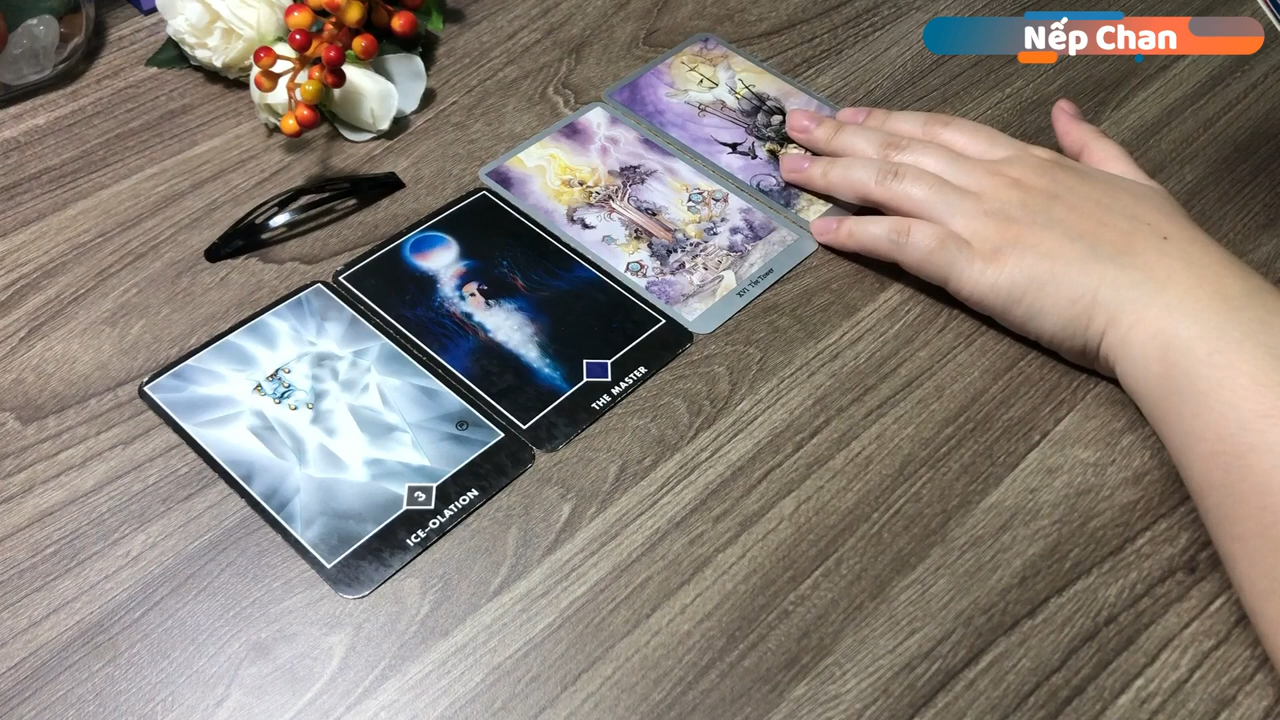 Nếp Chan
XVI The Tower
THE MASTER
3
ICE-OLATION